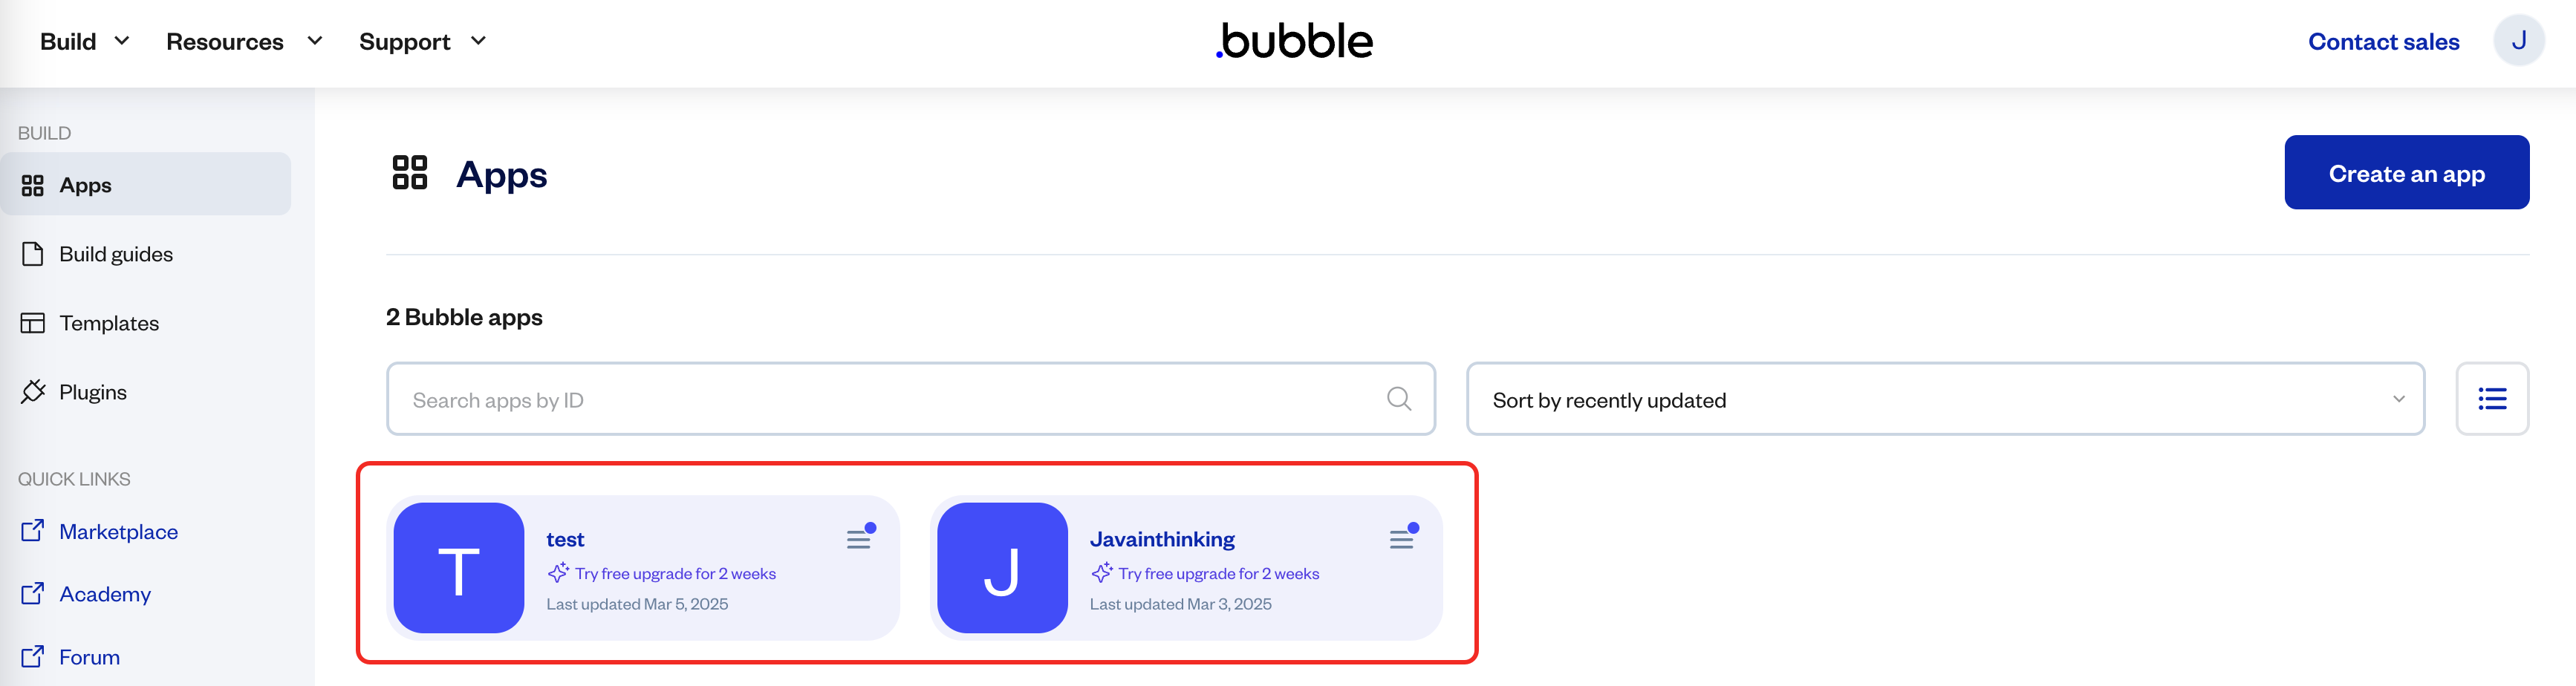 Build
Resources
Support
.bubble
Contact sales
J
BUILD
Apps
Build guides
Templates
Plugins
QUICK LINKS
Marketplace
Academy
Forum
Apps
Create an app
2 Bubble apps
Search apps by ID
Sort by recently updated
T
test
Try free upgrade for 2 weeks
Last updated Mar 5, 2025
J
Javainthinking
Try free upgrade for 2 weeks
Last updated Mar 3, 2025